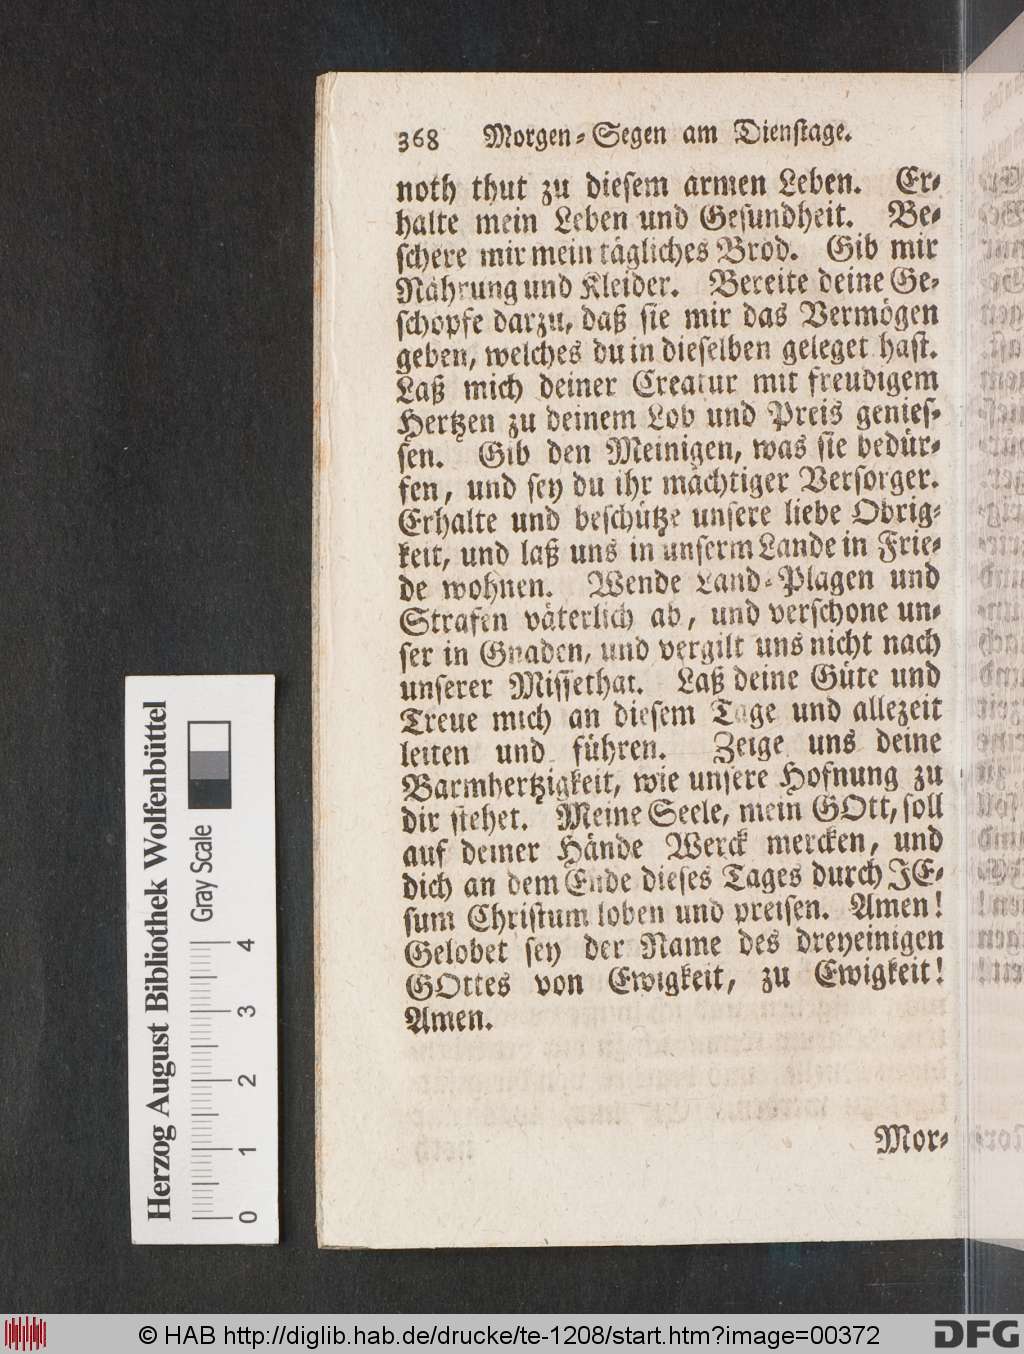 368 Morgen-Segen am Dienstage.
noth thut zu diesem armen Leben. Er-
halte mein Leben und Gesundheit. Be-
schere mir mein tägliches Brod. Gib mir
Nahrung und Kleider. Bereite deine Ge-
schöpfe darzu, daß sie mir das Vermögen
geben, welches du in dieselben geleget hast.
Laß mich deiner Creatur mit freudigem
Hertzen zu deinem Lob und Preis genies-
sen. Gib den Meinigen, was sie bedür-
fen, und sey du ihr mächtiger Versorger.
Erhalte und beschütze unsere liebe Obrig-
keit, und laß uns in unserm Lande in Frie-
de wohnen. Wende Land-Plagen und
Strafen väterlich ab, und verschone un-
ser in Gnaden, und vergilt uns nicht nach
unserer Missethat. Laß deine Güte und
Treue mich an diesem Tage und allezeit
leiten und führen. Zeige uns deine
Barmhertzigkeit, wie unsere Hofnung zu
dir stehet. Meine Seele, mein GOtt, soll
auf deiner Hände Werck mercken, und
dich an dem Ende dieses Tages durch JE-
sum Christum loben und preisen. Amen!
Gelobet sey der Name des dreyeinigen
GOttes von Ewigkeit, zu Ewigkeit!
Amen.
Mor-
Herzog August Bibliothek Wolfenbüttel
Gray Scale
0 1 2 3 4
© HAB http://diglib.hab.de/drucke/te-1208/start.htm?image=00372
DFG